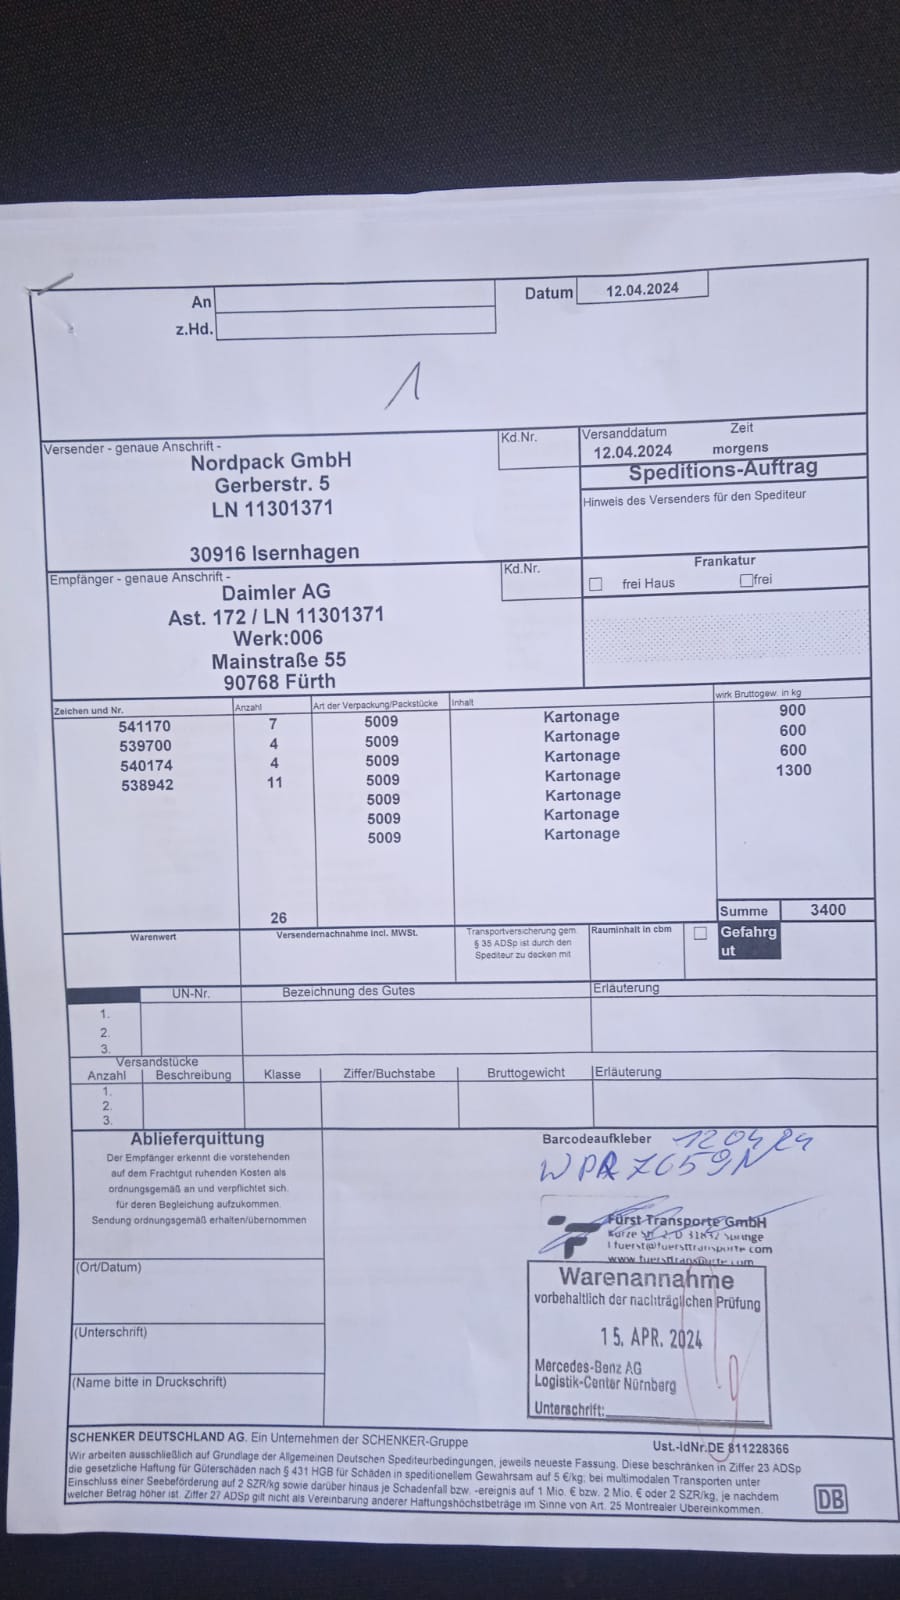 An
Datum 12.04.2024
z.Hd.
1
Versender - genaue Anschrift -
Kd.Nr.
Versanddatum Zeit
12.04.2024 morgens
Nordpack GmbH
Gerberstr. 5
LN 11301371
30916 Isernhagen
Speditions-Auftrag
Hinweis des Versenders für den Spediteur
Empfänger - genaue Anschrift -
Kd.Nr.
Frankatur
frei Haus frei
Daimler AG
Ast. 172 / LN 11301371
Werk:006
Mainstraße 55
90768 Fürth
Zeichen und Nr. Anzahl Art der Verpackung/Packstücke Inhalt wirk Bruttogew. in kg
541170 7 5009 Kartonage 900
539700 4 5009 Kartonage 600
540174 4 5009 Kartonage 600
538942 11 5009 Kartonage 1300
5009 Kartonage
5009 Kartonage
5009 Kartonage
26
Summe 3400
Warenwert
Versendernachnahme incl. MWSt.
Transportversicherung gem.
§ 35 ADSp ist durch den
Spediteur zu decken mit
Rauminhalt in cbm
Gefahrg
ut
UN-Nr. Bezeichnung des Gutes Erläuterung
1.
2.
3.
Versandstücke
Anzahl Beschreibung Klasse Ziffer/Buchstabe Bruttogewicht Erläuterung
1.
2.
3.
Ablieferquittung
Der Empfänger erkennt die vorstehenden
auf dem Frachtgut ruhenden Kosten als
ordnungsgemäß an und verpflichtet sich.
für deren Begleichung aufzukommen.
Sendung ordnungsgemäß erhalten/übernommen
(Ort/Datum)
(Unterschrift)
(Name bitte in Druckschrift)
Barcodeaufkleber 120424
Fürst Transporte GmbH
www.fuersttransporte.com
Warenannahme
vorbehaltlich der nachträglichen Prüfung
15. APR. 2024
Mercedes-Benz AG
Logistik-Center Nürnberg
Unterschrift:
SCHENKER DEUTSCHLAND AG. Ein Unternehmen der SCHENKER-Gruppe
Ust.-IdNr.DE 811228366
Wir arbeiten ausschließlich auf Grundlage der Allgemeinen Deutschen Spediteurbedingungen, jeweils neueste Fassung. Diese beschränken in Ziffer 23 ADSp
die gesetzliche Haftung für Güterschäden nach § 431 HGB für Schäden in speditionellem Gewahrsam auf 5 €/kg; bei multimodalen Transporten unter
Einschluss einer Seebeförderung auf 2 SZR/kg sowie darüber hinaus je Schadenfall bzw. -ereignis auf 1 Mio. € bzw. 2 Mio. € oder 2 SZR/kg, je nachdem
welcher Betrag höher ist. Ziffer 27 ADSp gilt nicht als Vereinbarung anderer Haftungshöchstbeträge im Sinne von Art. 25 Montrealer Übereinkommen.
DB